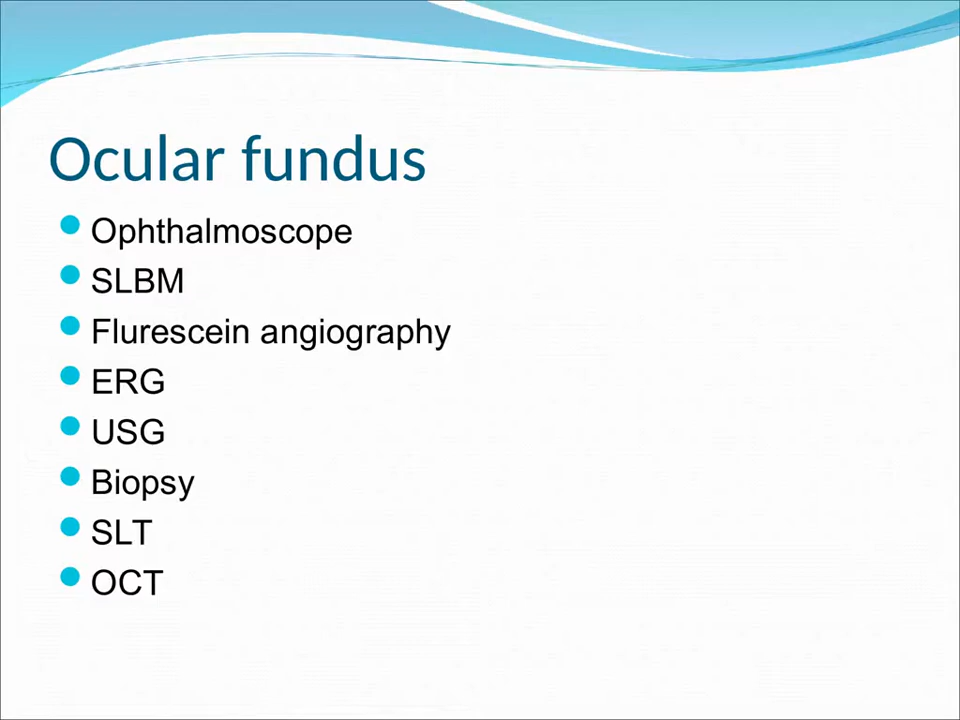 Ocular fundus
Ophthalmoscope
SLBM
Flurescein angiography
ERG
USG
Biopsy
SLT
OCT